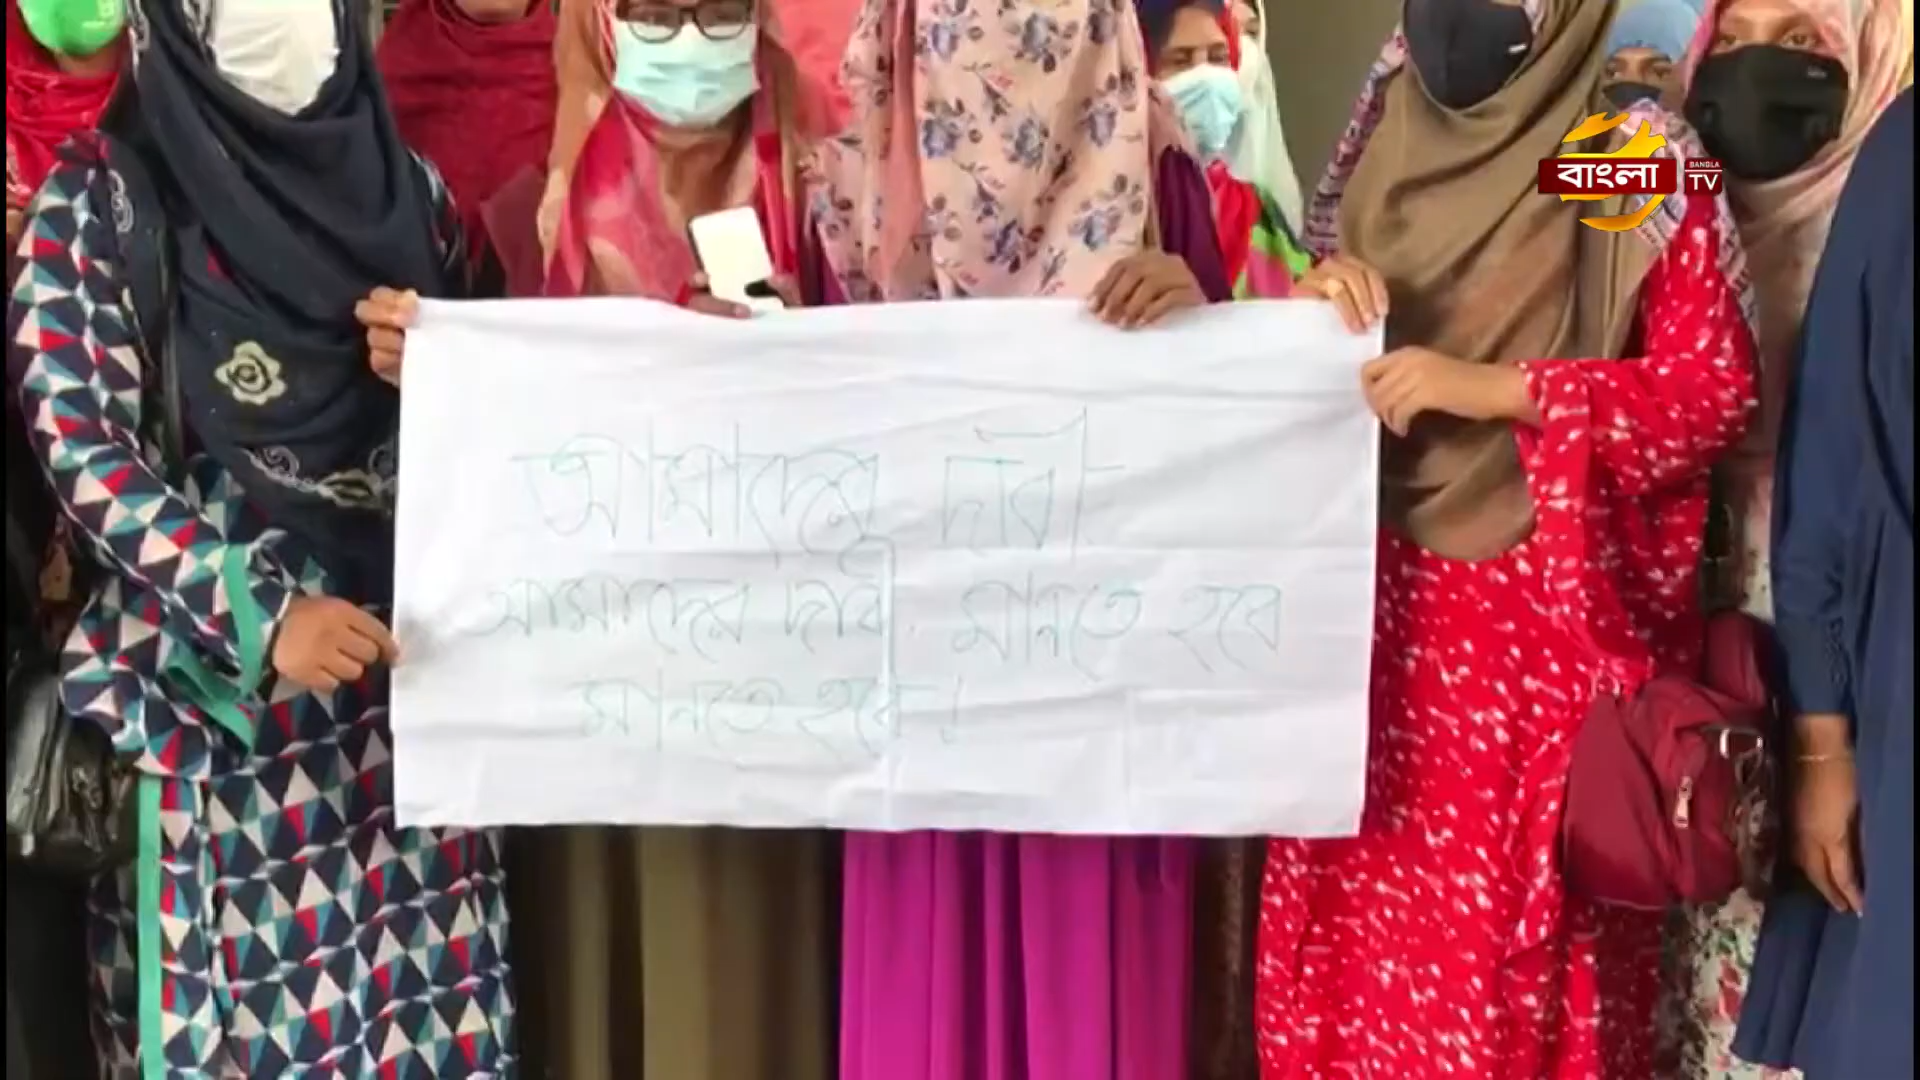 বাংলা
BANGLA
TV
আমাদের দাবী
আমাদের দাবি মানতে হবে
মানতে হবে!